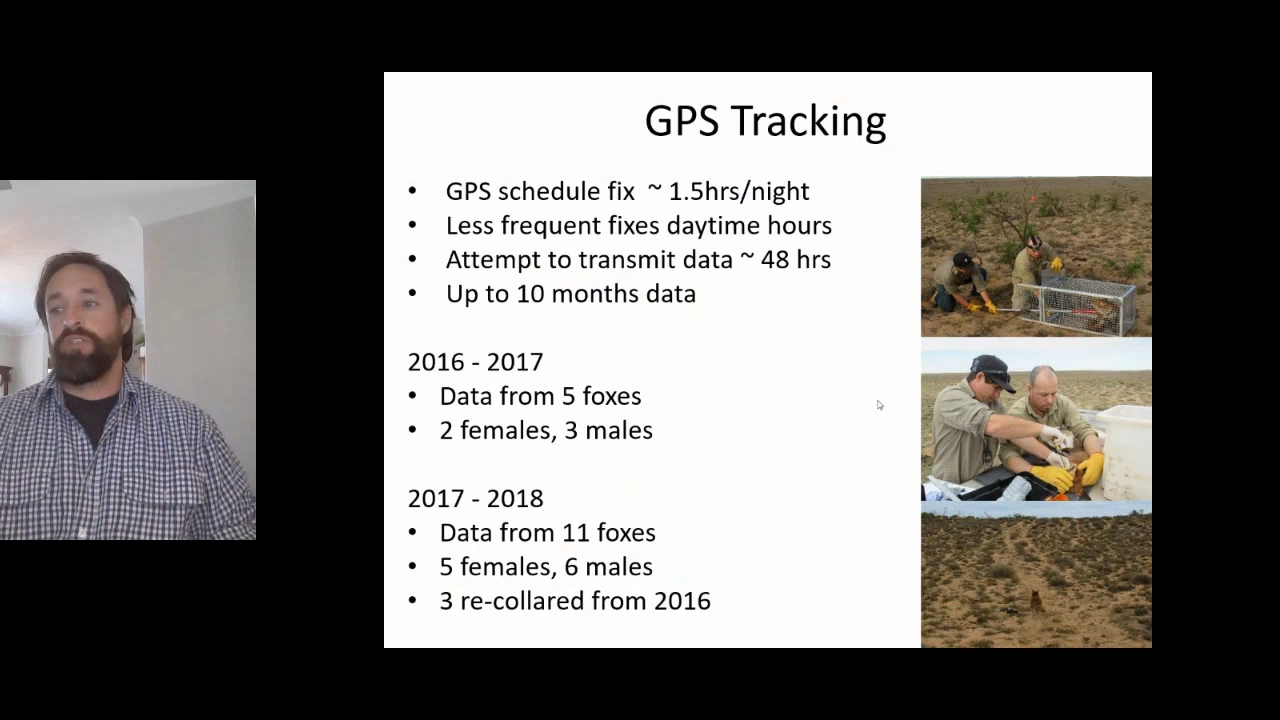 GPS Tracking
• GPS schedule fix ~ 1.5hrs/night
• Less frequent fixes daytime hours
• Attempt to transmit data ~ 48 hrs
• Up to 10 months data
2016 - 2017
• Data from 5 foxes
• 2 females, 3 males
2017 - 2018
• Data from 11 foxes
• 5 females, 6 males
• 3 re-collared from 2016